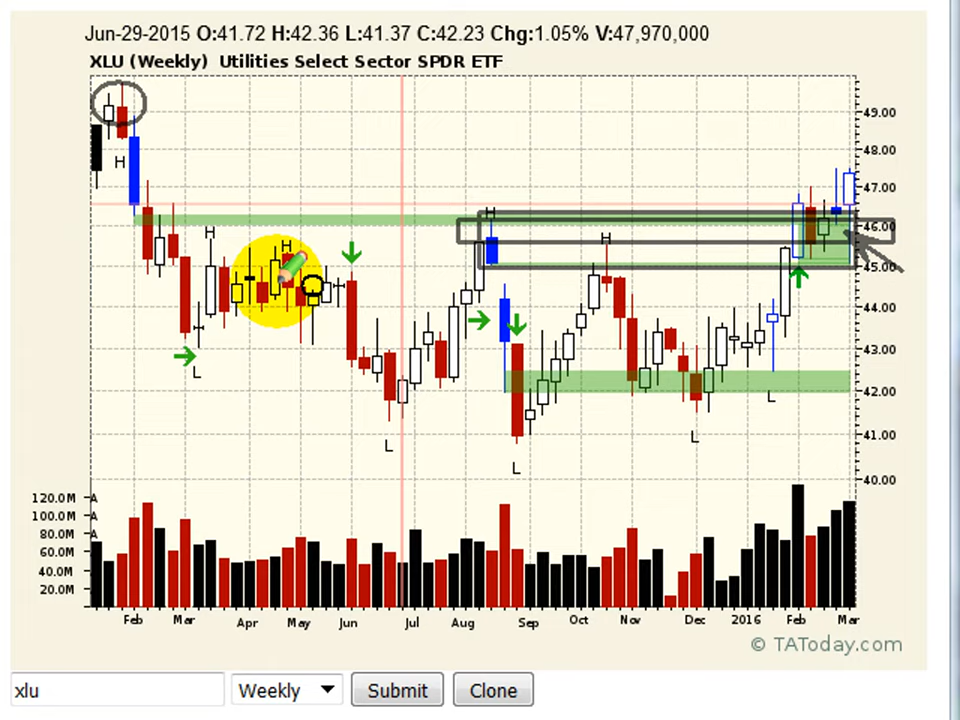 Jun-29-2015 O:41.72 H:42.36 L:41.37 C:42.23 Chg:1.05% V:47,970,000
XLU (Weekly) Utilities Select Sector SPDR ETF
49.00
H
48.00
47.00
H
46.00
H
H
H
45.00
44.00
43.00
L
42.00
L
L
L
41.00
L
40.00
120.0M A
100.0M A
80.0M A
60.0M
40.0M
20.0M
Feb Mar Apr May Jun Jul Aug Sep Oct Nov Dec 2016 Feb Mar
© TAToday.com
xlu Weekly Submit Clone